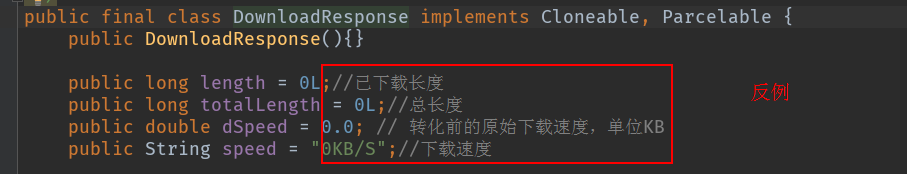 public final class DownloadResponse implements Cloneable, Parcelable {
public DownloadResponse(){}
public long length = 0L;//已下载长度
public long totalLength = 0L;//总长度
反例
public double dSpeed = 0.0; // 转化前的原始下载速度，单位KB
public String speed = "0KB/S";//下载速度